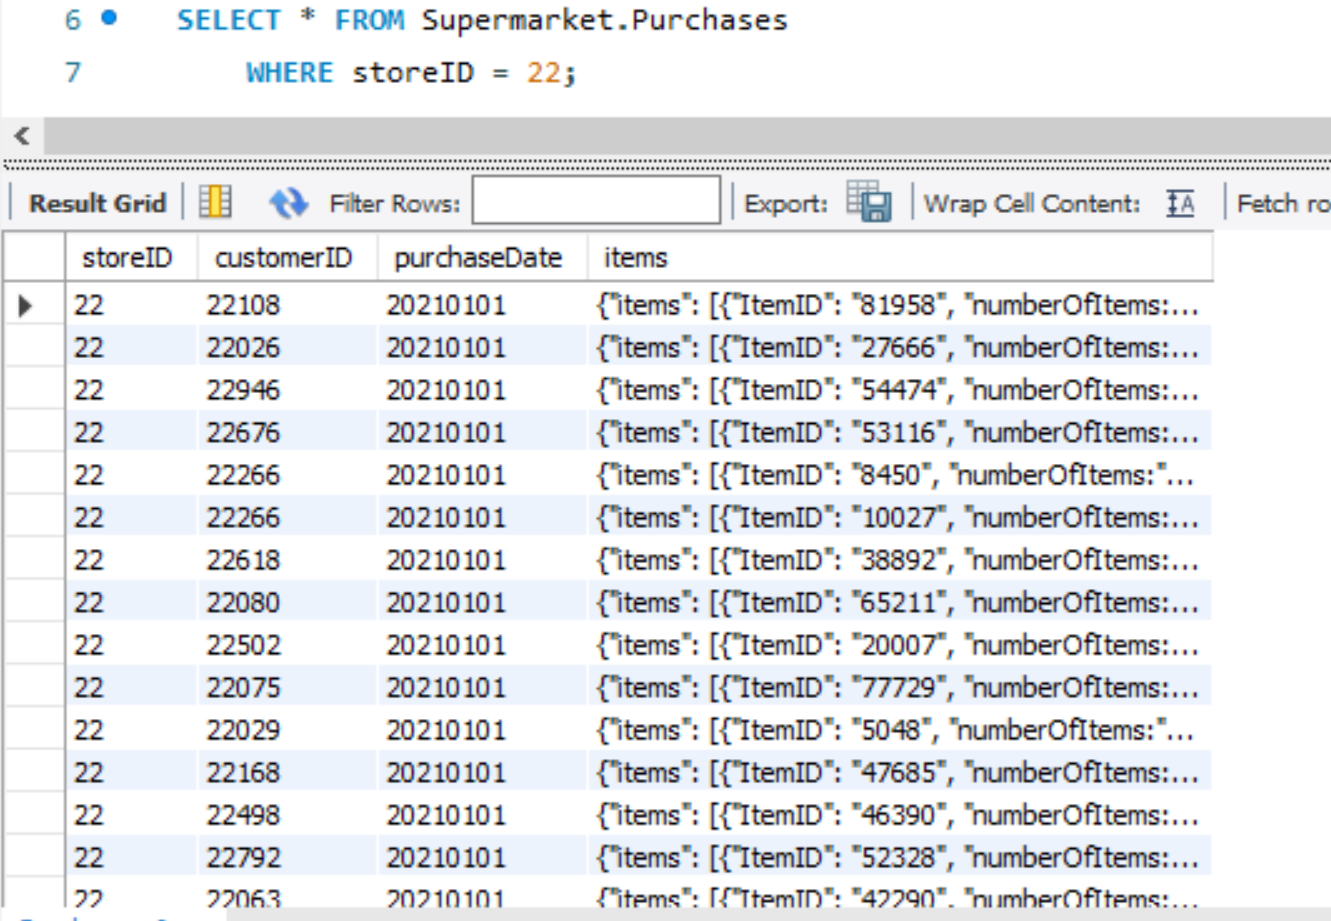 6 SELECT * FROM Supermarket.Purchases
7 WHERE storeID = 22;
Result Grid Filter Rows: Export: Wrap Cell Content: Fetch ro
storeID customerID purchaseDate items
22 22108 20210101 {"items": [{"ItemID": "81958", "numberOfItems:...
22 22026 20210101 {"items": [{"ItemID": "27666", "numberOfItems:...
22 22946 20210101 {"items": [{"ItemID": "54474", "numberOfItems:...
22 22676 20210101 {"items": [{"ItemID": "53116", "numberOfItems:...
22 22266 20210101 {"items": [{"ItemID": "8450", "numberOfItems:"...
22 22266 20210101 {"items": [{"ItemID": "10027", "numberOfItems:...
22 22618 20210101 {"items": [{"ItemID": "38892", "numberOfItems:...
22 22080 20210101 {"items": [{"ItemID": "65211", "numberOfItems:...
22 22502 20210101 {"items": [{"ItemID": "20007", "numberOfItems:...
22 22075 20210101 {"items": [{"ItemID": "77729", "numberOfItems:...
22 22029 20210101 {"items": [{"ItemID": "5048", "numberOfItems:"...
22 22168 20210101 {"items": [{"ItemID": "47685", "numberOfItems:...
22 22498 20210101 {"items": [{"ItemID": "46390", "numberOfItems:...
22 22792 20210101 {"items": [{"ItemID": "52328", "numberOfItems:...
22 22063 20210101 {"items": [{"ItemID": "42290", "numberOfItems:...